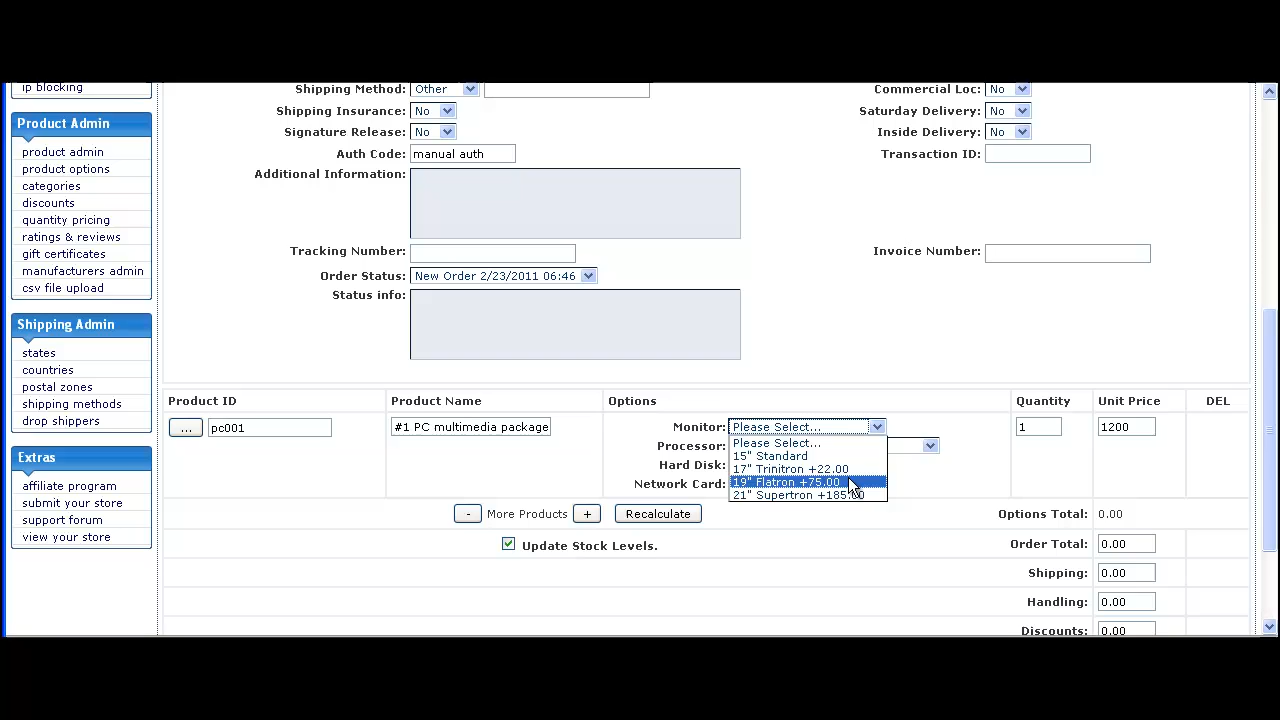 ip blocking
Product Admin
product admin
product options
categories
discounts
quantity pricing
ratings & reviews
gift certificates
manufacturers admin
csv file upload
Shipping Admin
states
countries
postal zones
shipping methods
drop shippers
Extras
affiliate program
submit your store
support forum
view your store
Shipping Method: Other Commercial Loc: No
Shipping Insurance: No Saturday Delivery: No
Signature Release: No Inside Delivery: No
Auth Code: manual auth Transaction ID:
Additional Information:
Tracking Number: Invoice Number:
Order Status: New Order 2/23/2011 06:46
Status info:
Product ID Product Name Options Quantity Unit Price DEL
... pc001 #1 PC multimedia package Monitor: Please Select... 1 1200
Please Select...
Processor:
15" Standard
Hard Disk:
17" Trinitron +22.00
Network Card:
19" Flatron +75.00
21" Supertron +185.00
- More Products + Recalculate Options Total: 0.00
Update Stock Levels. Order Total: 0.00
Shipping: 0.00
Handling: 0.00
Discounts: 0.00